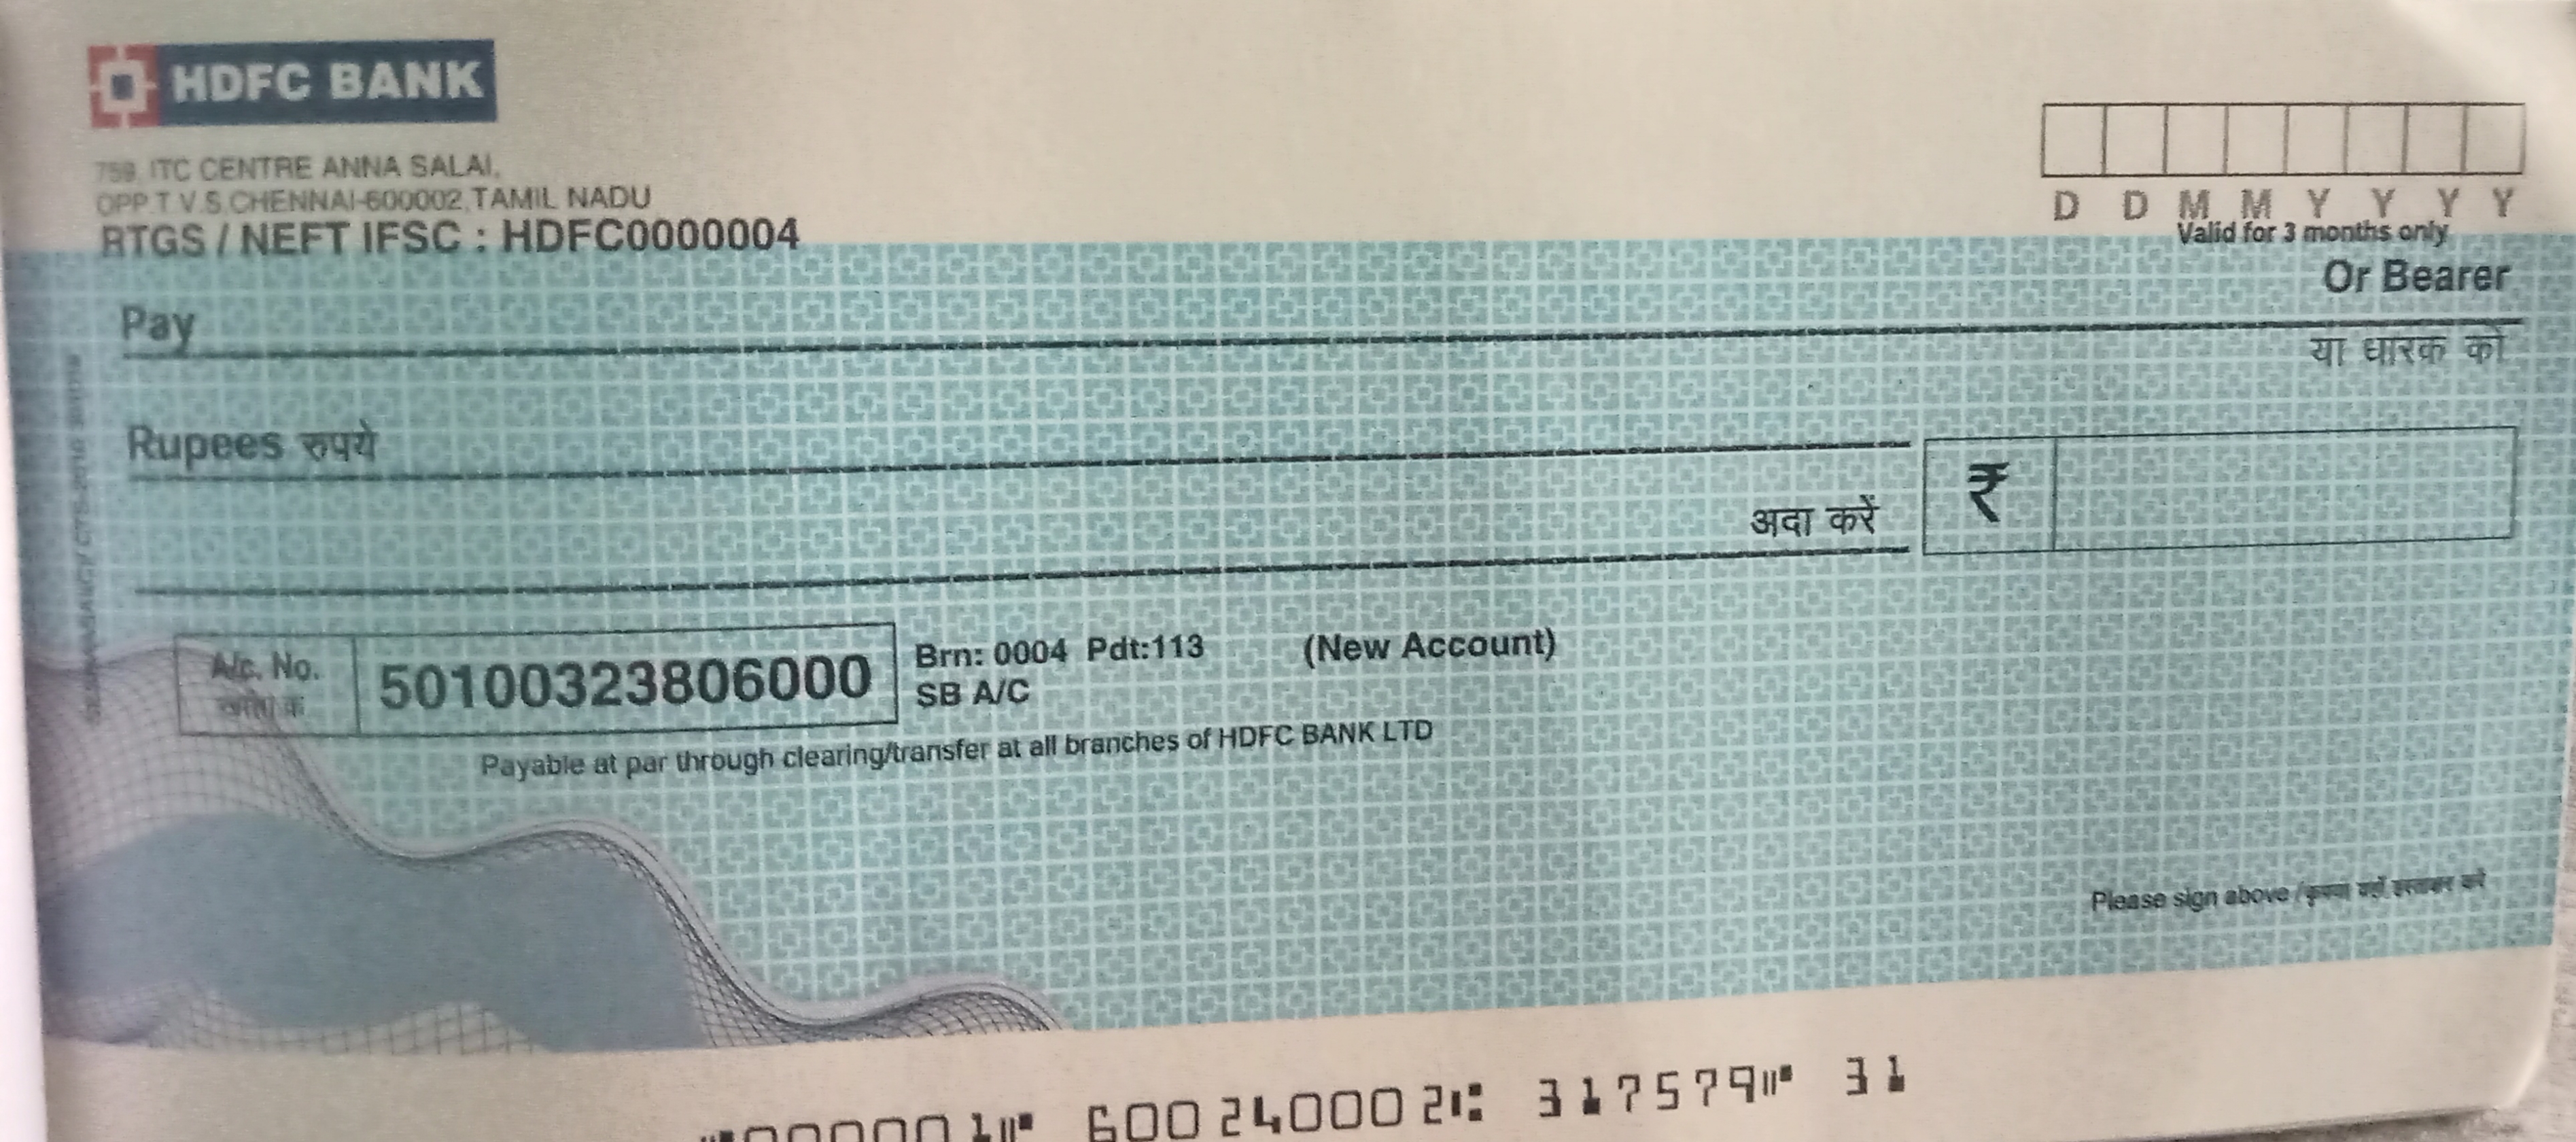 HDFC BANK
759, ITC CENTRE ANNA SALAI,
OPP.T.V.S,CHENNAI-600002,TAMIL NADU
RTGS / NEFT IFSC : HDFC0000004
D D M M Y Y Y Y
Valid for 3 months only
Pay Or Bearer
या धारक को
Rupees रुपये
अदा करें ₹
A/c. No. 50100323806000
Brn: 0004 Pdt:113 (New Account)
SB A/C
Payable at par through clearing/transfer at all branches of HDFC BANK LTD
Please sign above / कृपया यहाँ हस्ताक्षर करें
⑈000001⑈ 600240002⑆ 317579⑈ 31